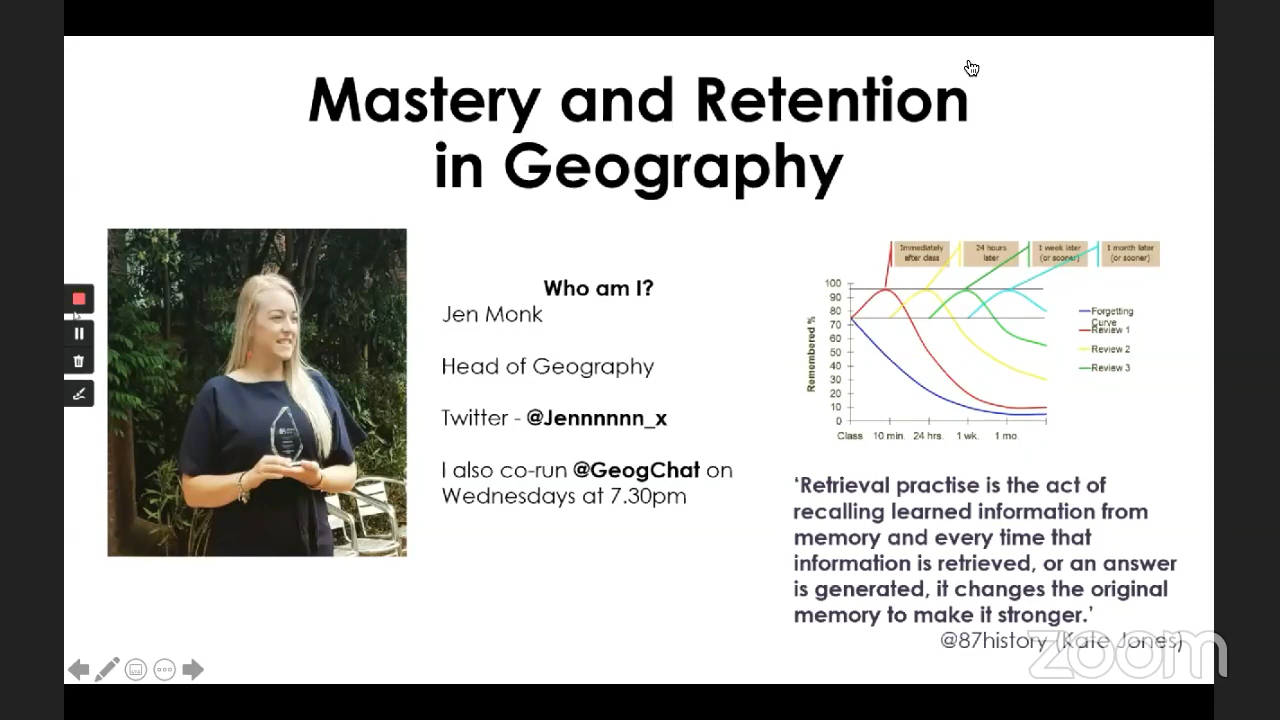 Mastery and Retention
in Geography
Who am I?
Jen Monk
Head of Geography
Twitter - @Jennnnnn_x
I also co-run @GeogChat on
Wednesdays at 7.30pm
Immediately
after class
24 hours
later
1 week later
(or sooner)
1 month later
(or sooner)
Remembered %
100
90
80
70
60
50
40
30
20
10
0
Class 10 min. 24 hrs. 1 wk. 1 mo.
Forgetting
Curve
Review 1
Review 2
Review 3
‘Retrieval practise is the act of
recalling learned information from
memory and every time that
information is retrieved, or an answer
is generated, it changes the original
memory to make it stronger.’
@87history (Kate Jones)
zoom